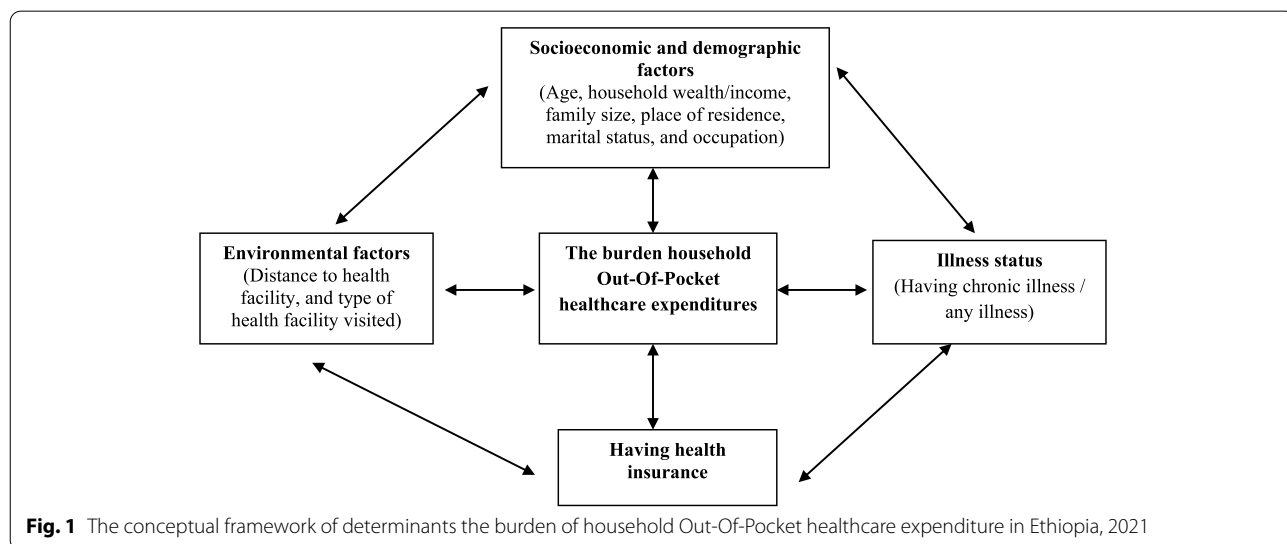 Socioeconomic and demographic
factors
(Age, household wealth/income,
family size, place of residence,
marital status, and occupation)
Environmental factors
(Distance to health
facility, and type of
health facility visited)
The burden household
Out-Of-Pocket
healthcare expenditures
Illness status
(Having chronic illness /
any illness)
Having health
insurance
Fig. 1 The conceptual framework of determinants the burden of household Out-Of-Pocket healthcare expenditure in Ethiopia, 2021